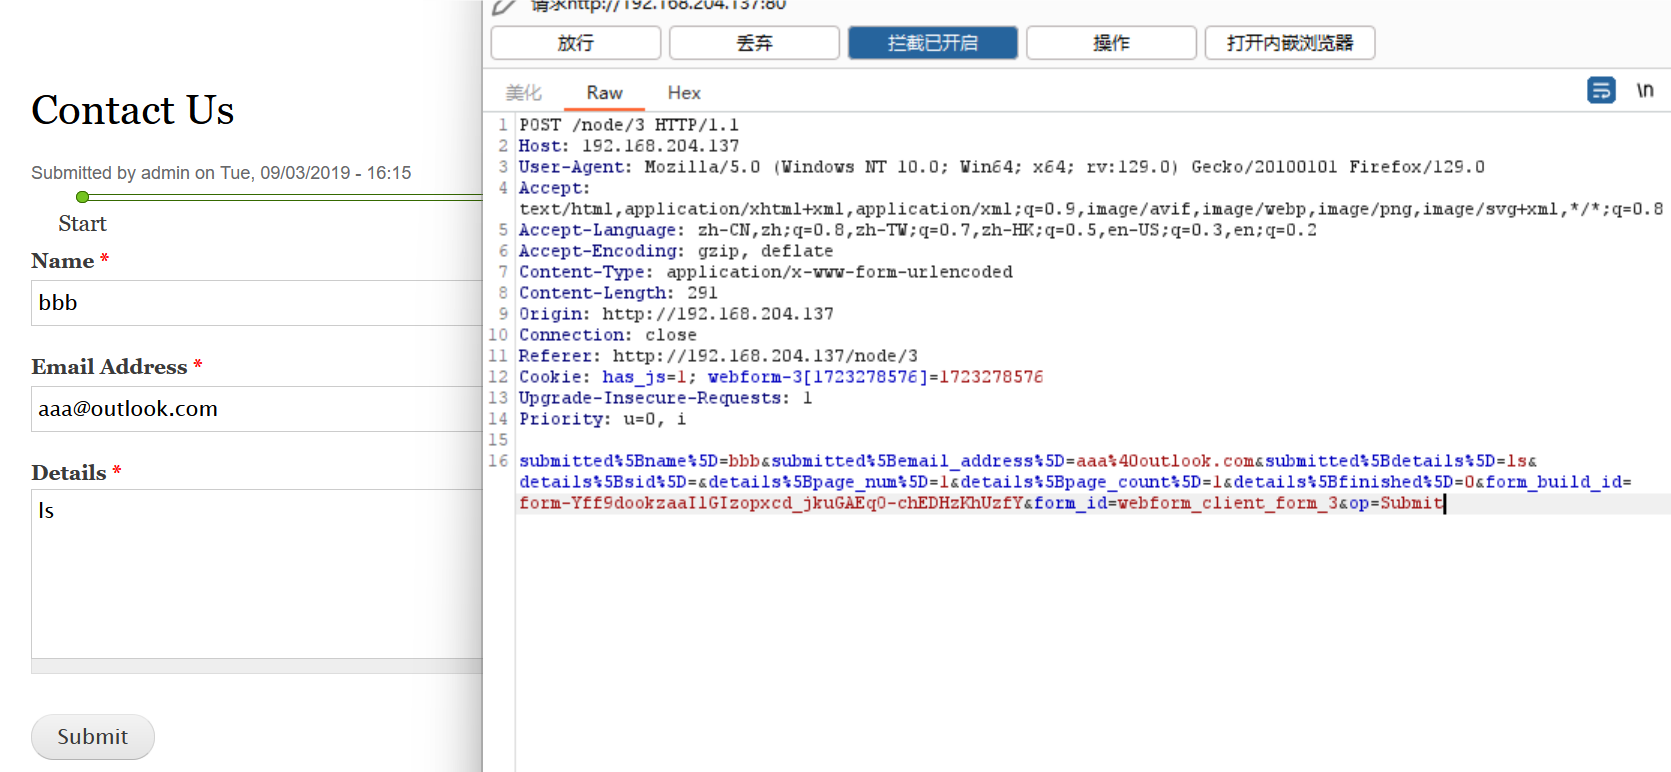 Contact Us
Submitted by admin on Tue, 09/03/2019 - 16:15
Start
Name *
bbb
Email Address *
aaa@outlook.com
Details *
ls
Submit
请求http://192.168.204.137:80
放行 丢弃 拦截已开启 操作 打开内嵌浏览器
美化 Raw Hex \n
1 POST /node/3 HTTP/1.1
2 Host: 192.168.204.137
3 User-Agent: Mozilla/5.0 (Windows NT 10.0; Win64; x64; rv:129.0) Gecko/20100101 Firefox/129.0
4 Accept:
text/html,application/xhtml+xml,application/xml;q=0.9,image/avif,image/webp,image/png,image/svg+xml,*/*;q=0.8
5 Accept-Language: zh-CN,zh;q=0.8,zh-TW;q=0.7,zh-HK;q=0.5,en-US;q=0.3,en;q=0.2
6 Accept-Encoding: gzip, deflate
7 Content-Type: application/x-www-form-urlencoded
8 Content-Length: 291
9 Origin: http://192.168.204.137
10 Connection: close
11 Referer: http://192.168.204.137/node/3
12 Cookie: has_js=1; webform-3[1723278576]=1723278576
13 Upgrade-Insecure-Requests: 1
14 Priority: u=0, i
15
16 submitted%5Bname%5D=bbb&submitted%5Bemail_address%5D=aaa%40outlook.com&submitted%5Bdetails%5D=ls&
details%5Bsid%5D=&details%5Bpage_num%5D=1&details%5Bpage_count%5D=1&details%5Bfinished%5D=0&form_build_id=
form-Yff9dookzaaIlGIzopxcd_jkuGAEqO-chEDHzKhUzfY&form_id=webform_client_form_3&op=Submit